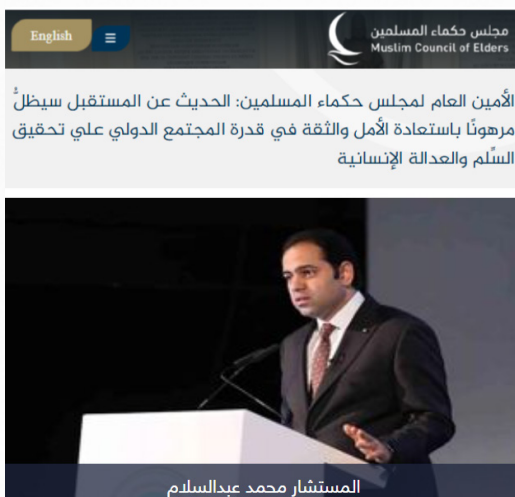 English
مجلس حكماء المسلمين
Muslim Council of Elders
الأمين العام لمجلس حكماء المسلمين: الحديث عن المستقبل سيظلُّ
مرهونًا باستعادة الأمل والثقة في قدرة المجتمع الدولي علي تحقيق
السِّلم والعدالة الإنسانية
المستشار محمد عبدالسلام